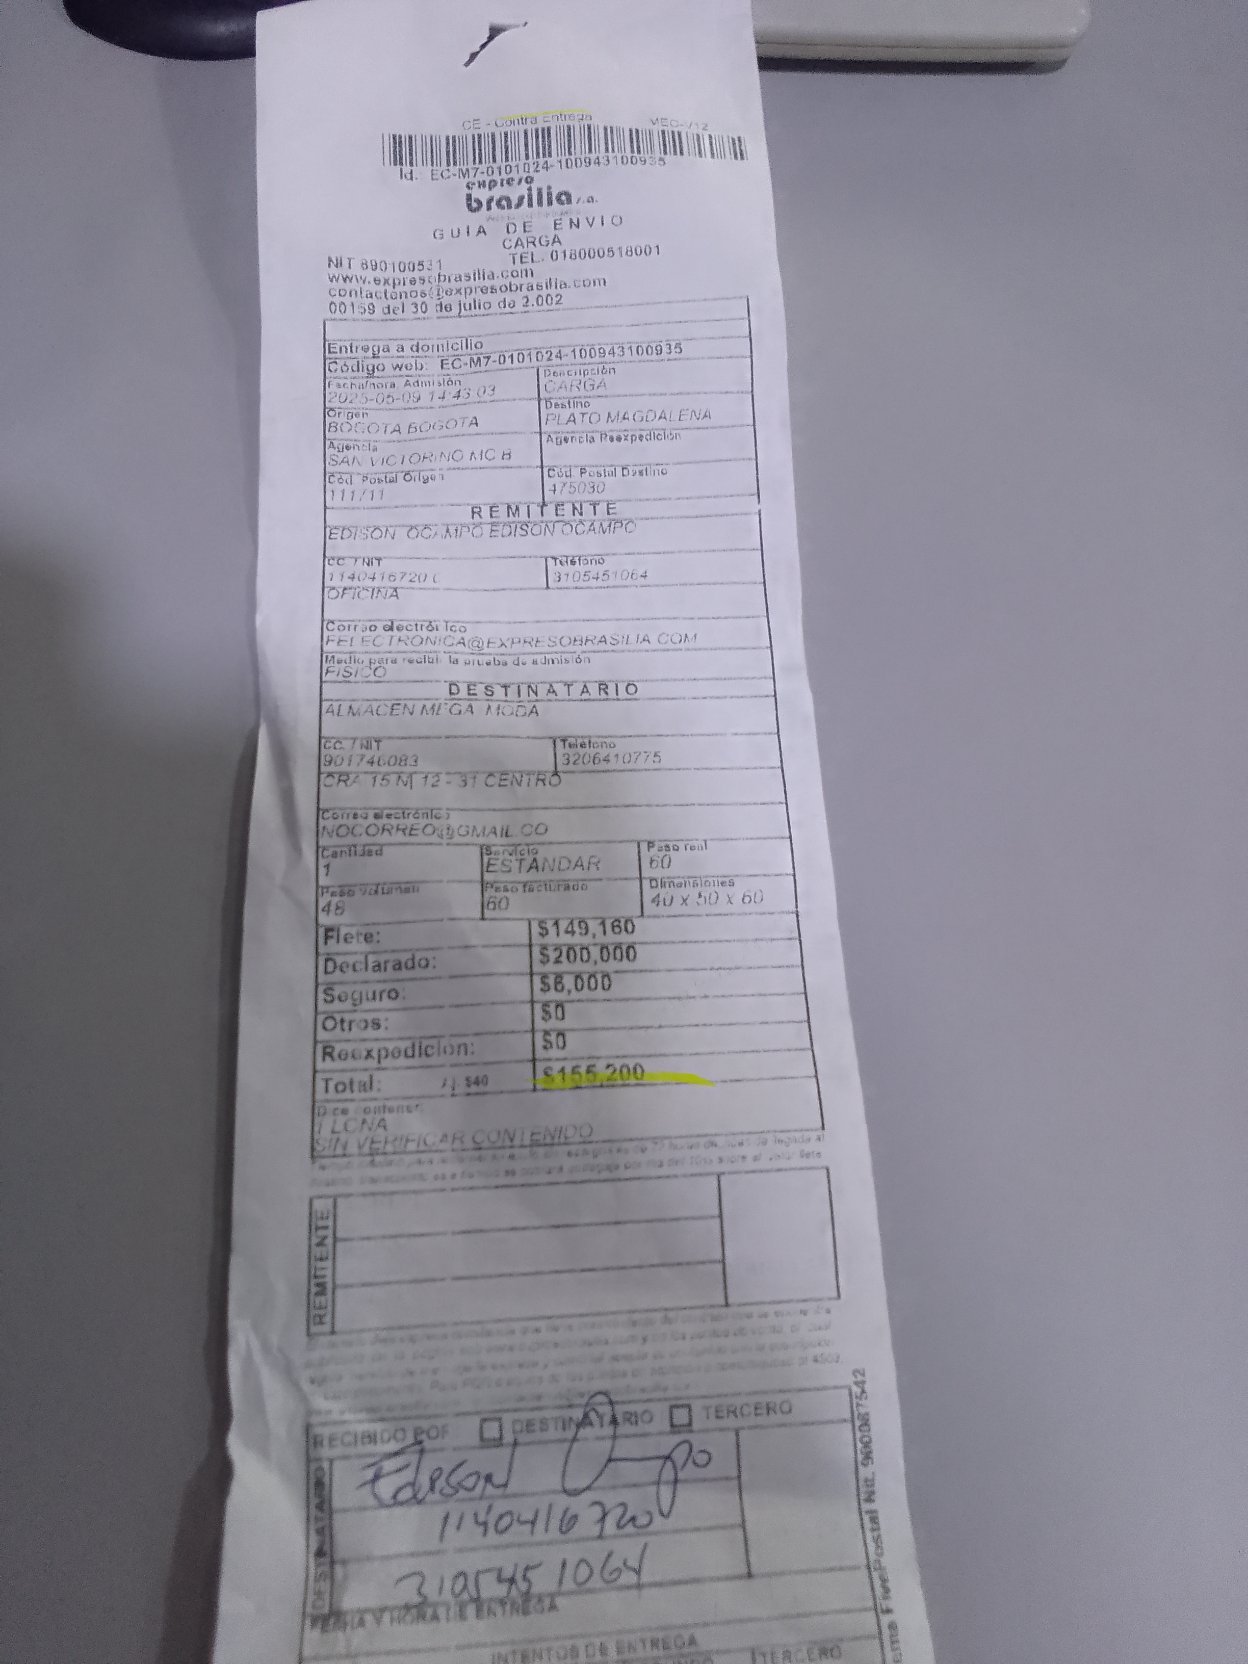 CE - Contra Entrega MEC-V12
Id. EC-M7-0101024-100943100935
expreso
brasilia s.a.
GUIA DE ENVIO
CARGA
NIT 890100531 TEL. 018000518001
www.expresobrasilia.com
contactenos@expresobrasilia.com
00159 del 30 de julio de 2.002
Entrega a domicilio
Código web: EC-M7-0101024-100943100935
Fecha/hora Admisión Descripción
2025-05-09 14:43:03 CARGA
Origen Destino
BOGOTA BOGOTA PLATO MAGDALENA
Agencia Agencia Reexpedición
SAN VICTORINO MC B
Cód. Postal Origen Cód. Postal Destino
111711 475030
REMITENTE
EDISON OCAMPO EDISON OCAMPO
CC / NIT Teléfono
1140416720 3105451064
OFICINA
Correo electrónico
FELECTRONICA@EXPRESOBRASILIA.COM
Medio para recibir la prueba de admisión
FISICO
DESTINATARIO
ALMACEN MEGA MODA
CC / NIT Teléfono
901746083 3206410775
CRA 15 N 12 - 31 CENTRO
Correo electrónico
NOCORREO@GMAIL.CO
Cantidad Servicio Peso real
1 ESTANDAR 60
Peso volumen Peso facturado Dimensiones
48 60 40 x 50 x 60
Flete: $149,160
Declarado: $200,000
Seguro: $6,000
Otros: $0
Reexpedicion: $0
Total: $40 $155,200
Dice contener:
1 LONA
SIN VERIFICAR CONTENIDO
REMITENTE
RECIBIDO POR DESTINATARIO TERCERO
DESTINATARIO
Edison Ocampo
1140416720
3105451064
FECHA Y HORA DE ENTREGA
INTENTOS DE ENTREGA
TERCERO
Postal Nit. 900087542